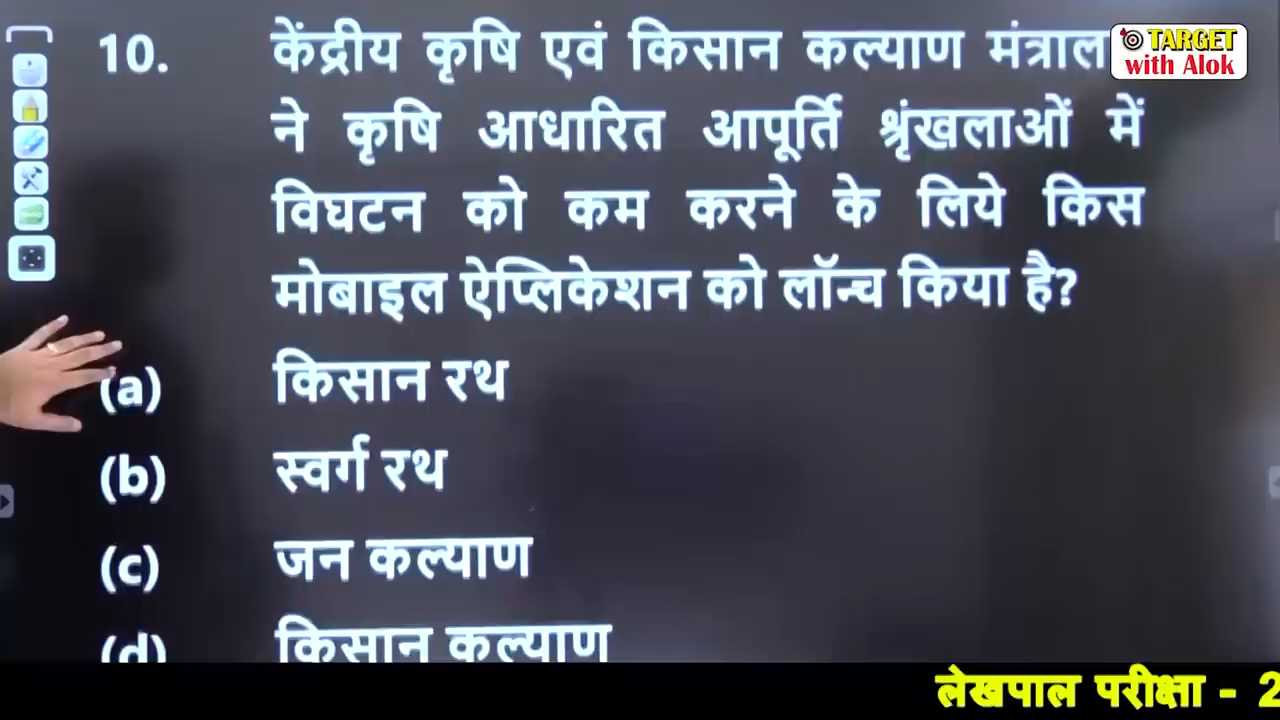 TARGET
with Alok
10. केंद्रीय कृषि एवं किसान कल्याण
ने कृषि आधारित आपूर्ति श्रृंखलाओं में
विघटन को कम करने के लिये किस
मोबाइल ऐप्लिकेशन को लॉन्च किया है?
(a) किसान रथ
(b) स्वर्ग रथ
(c) जन कल्याण
(d) किसान कल्याण
लेखपाल परीक्षा - 2